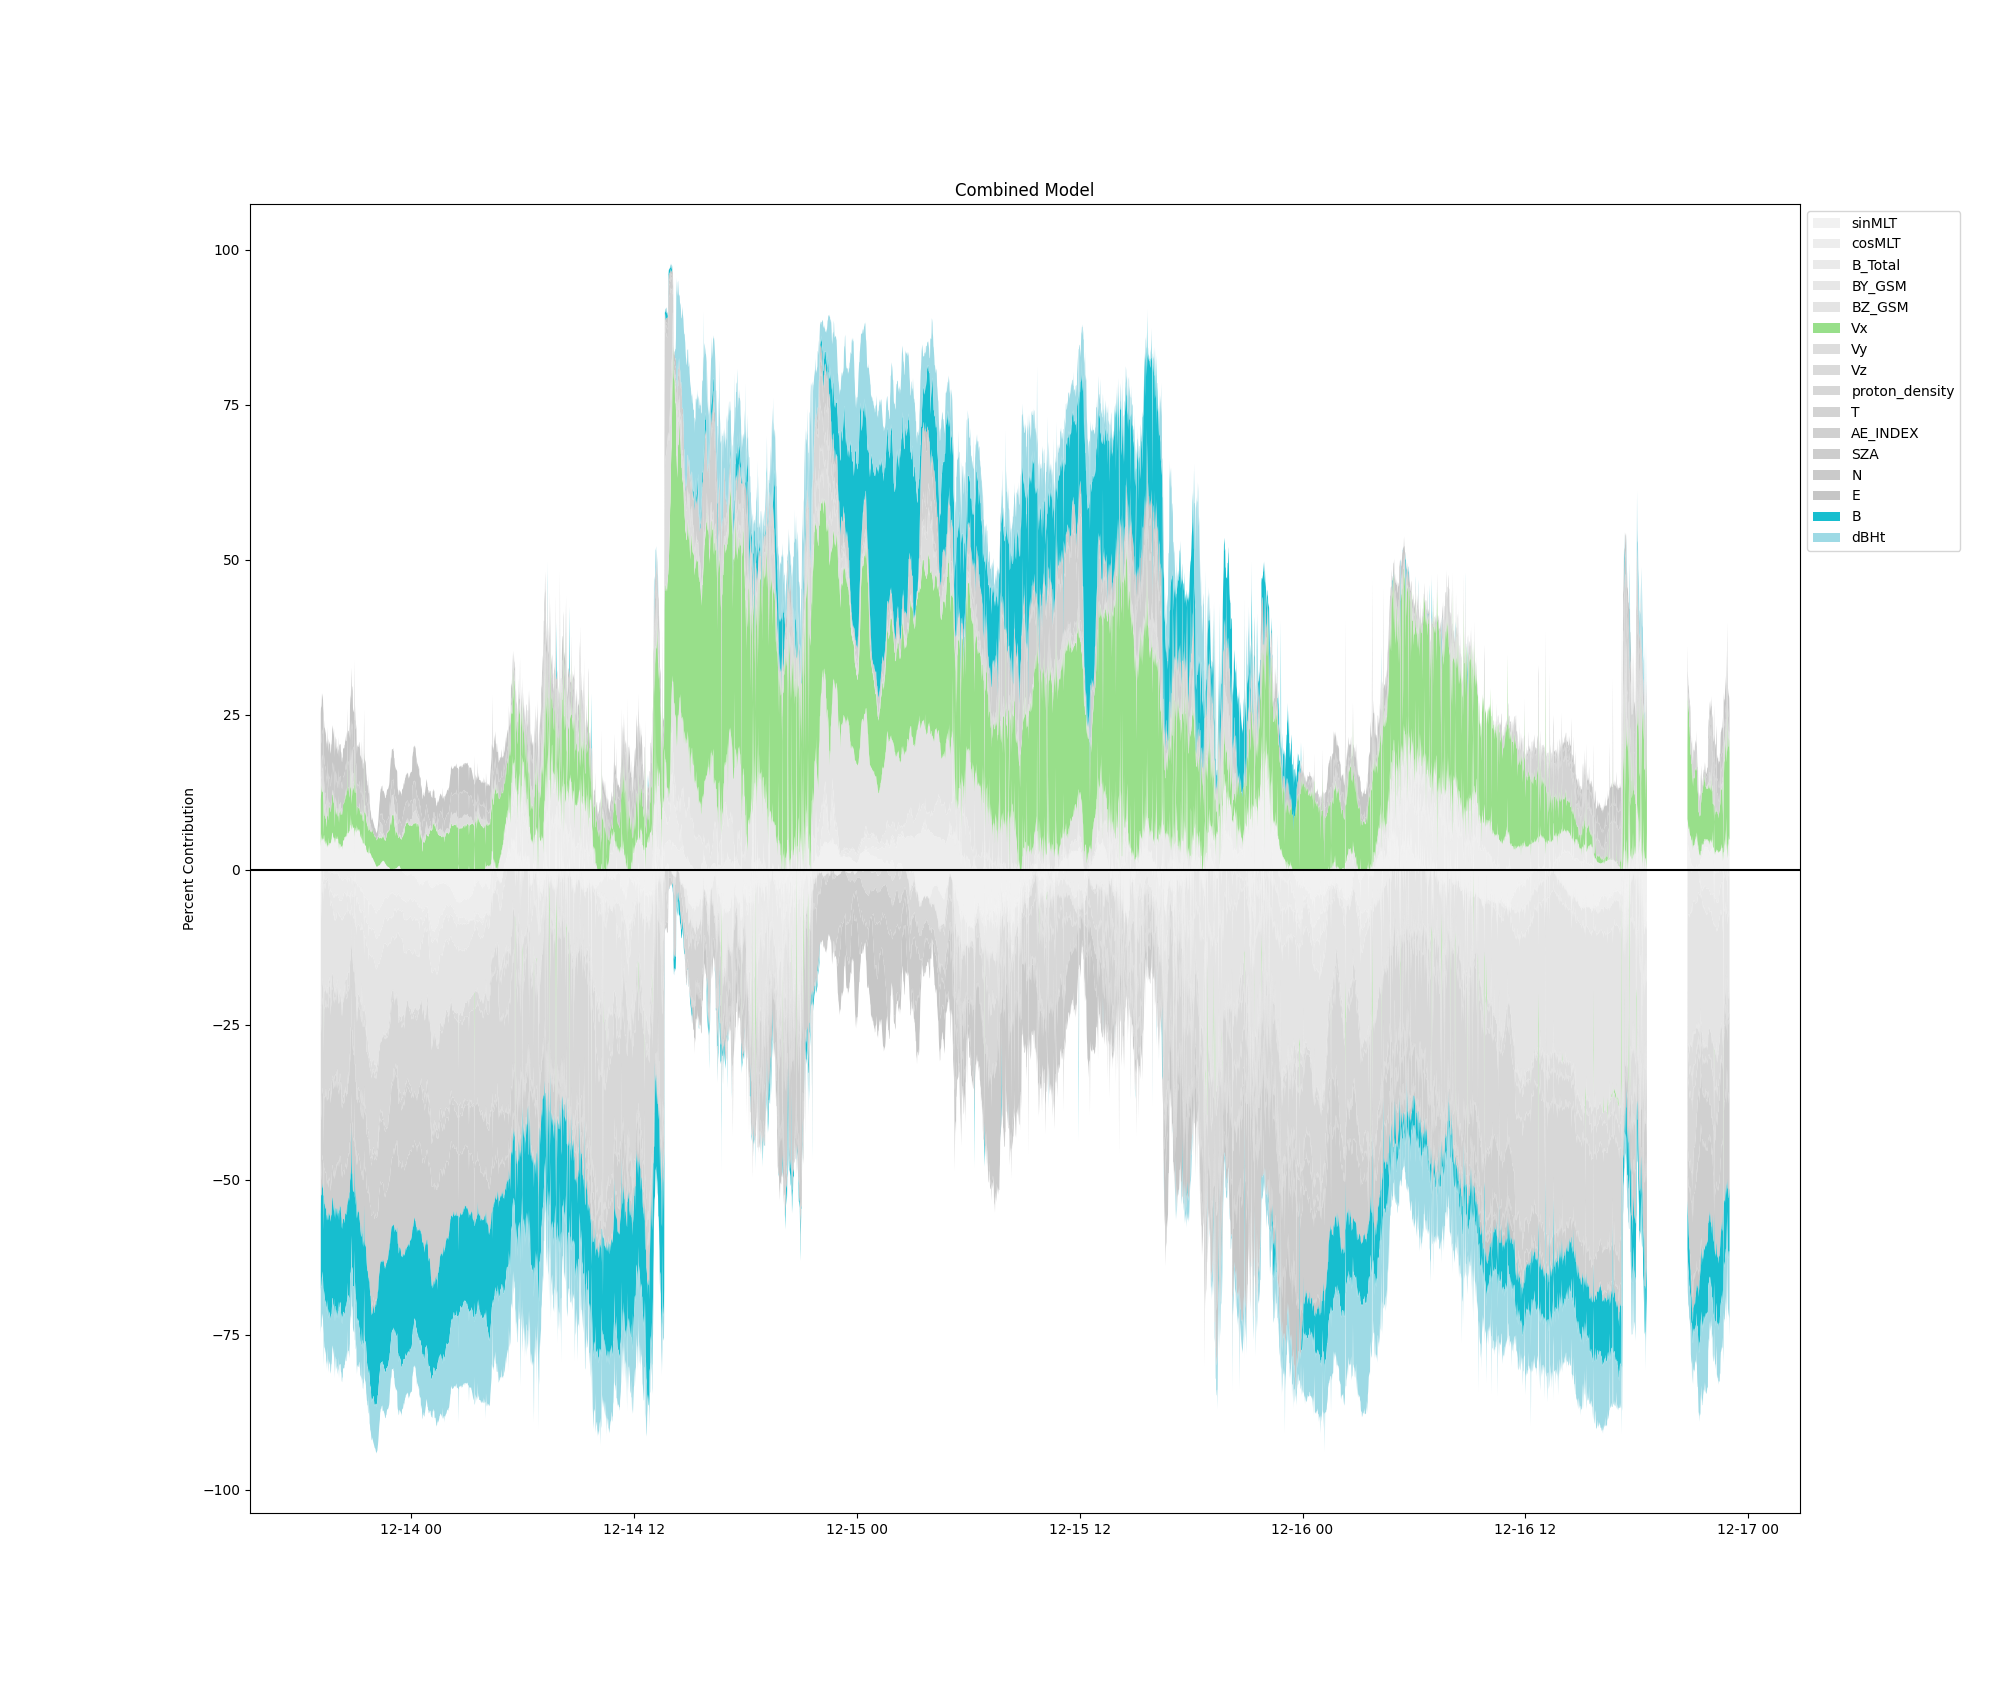 Combined Model
100
75
50
25
0
−25
−50
−75
−100
Percent Contribution
12-14 00
12-14 12
12-15 00
12-15 12
12-16 00
12-16 12
12-17 00
sinMLT
cosMLT
B_Total
BY_GSM
BZ_GSM
Vx
Vy
Vz
proton_density
T
AE_INDEX
SZA
N
E
B
dBHt